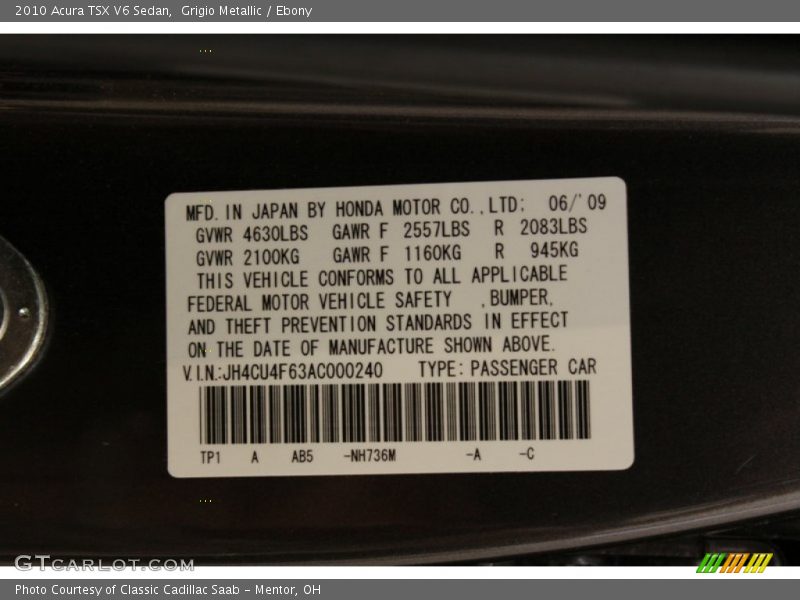 2010 Acura TSX V6 Sedan,  Grigio Metallic / Ebony
MFD. IN JAPAN BY HONDA MOTOR CO.,LTD; 06/'09
GVWR 4630LBS GAWR F 2557LBS R 2083LBS
GVWR 2100KG GAWR F 1160KG R 945KG
THIS VEHICLE CONFORMS TO ALL APPLICABLE
FEDERAL MOTOR VEHICLE SAFETY ,BUMPER,
AND THEFT PREVENTION STANDARDS IN EFFECT
ON THE DATE OF MANUFACTURE SHOWN ABOVE.
V.I.N.:JH4CU4F63AC000240 TYPE: PASSENGER CAR
TP1 A AB5 -NH736M -A -C
GTCARLOT.COM
Photo Courtesy of Classic Cadillac Saab - Mentor, OH